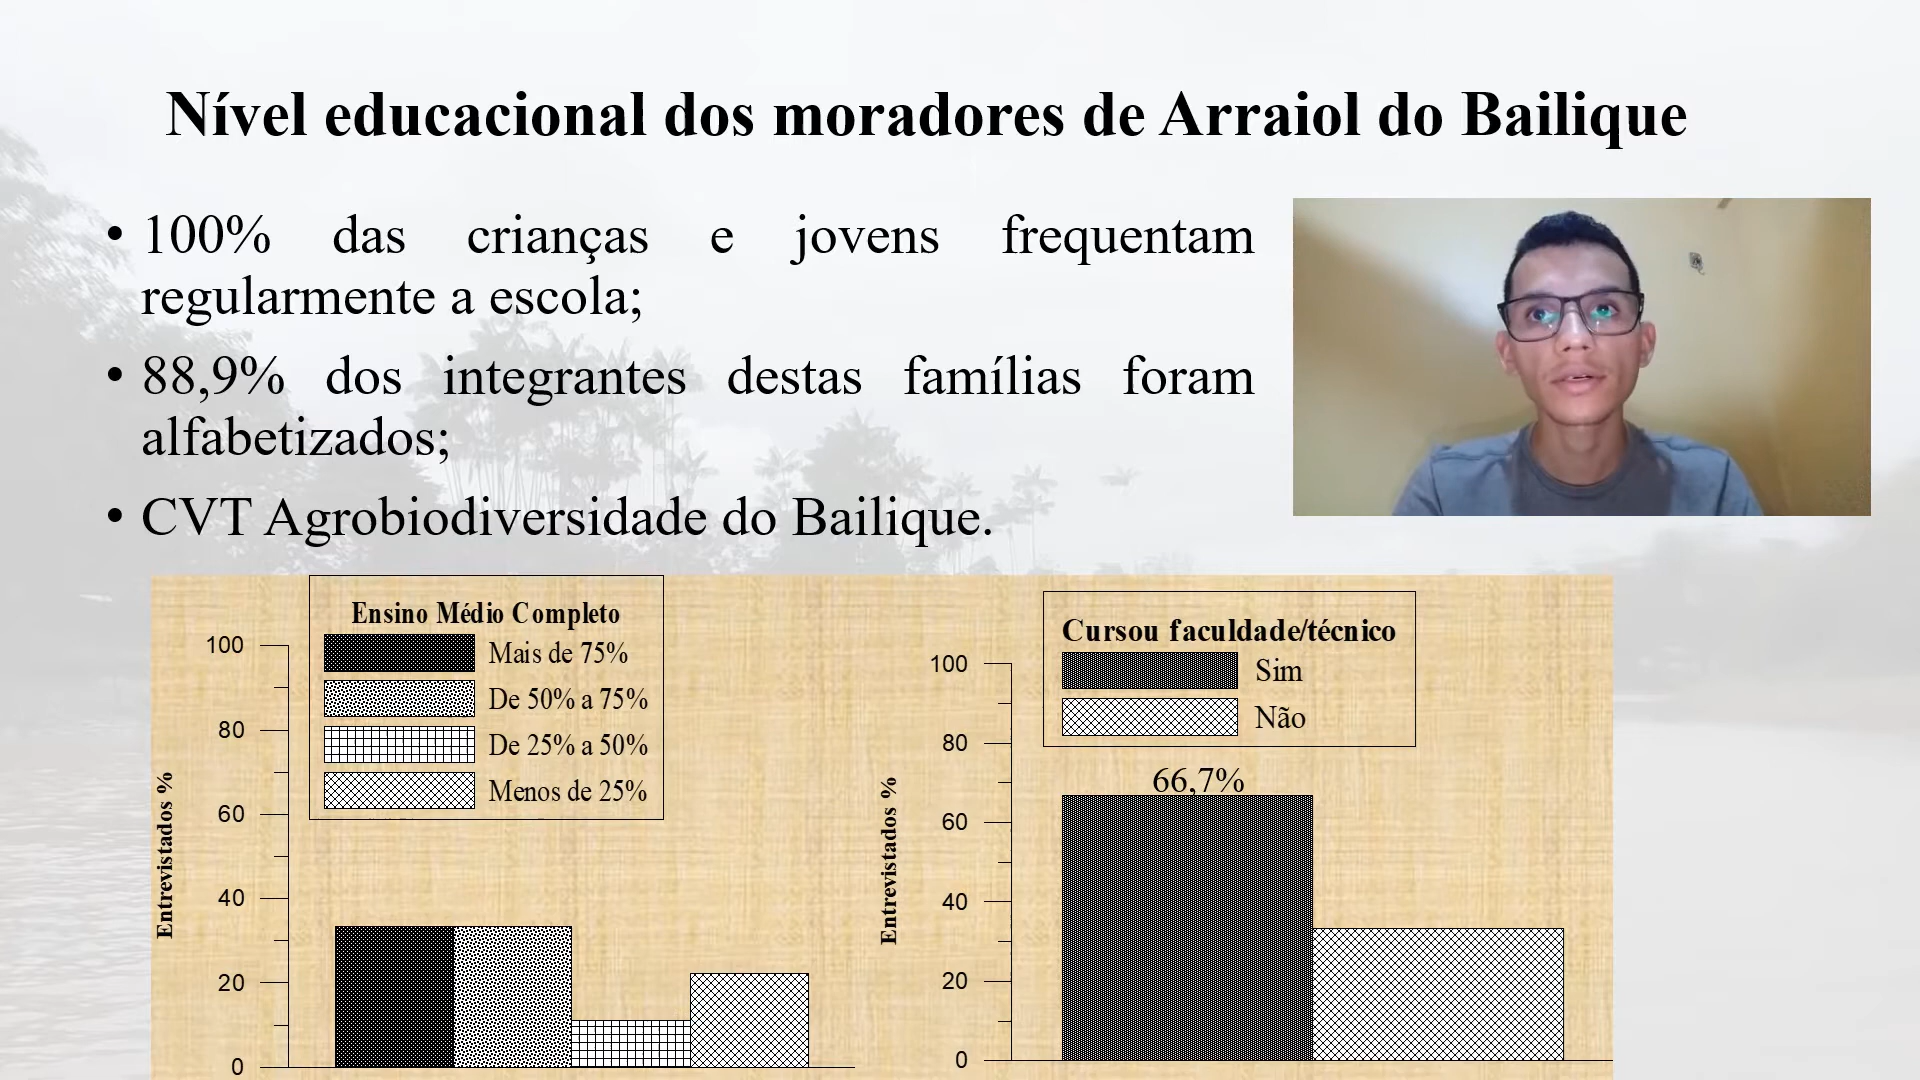 Nível educacional dos moradores de Arraiol do Bailique
• 100% das crianças e jovens frequentam
regularmente a escola;
• 88,9% dos integrantes destas famílias foram
alfabetizados;
• CVT Agrobiodiversidade do Bailique.
Ensino Médio Completo
Mais de 75%
De 50% a 75%
De 25% a 50%
Menos de 25%
Entrevistados %
100
80
60
40
20
0
Cursou faculdade/técnico
Sim
Não
66,7%
Entrevistados %
100
80
60
40
20
0